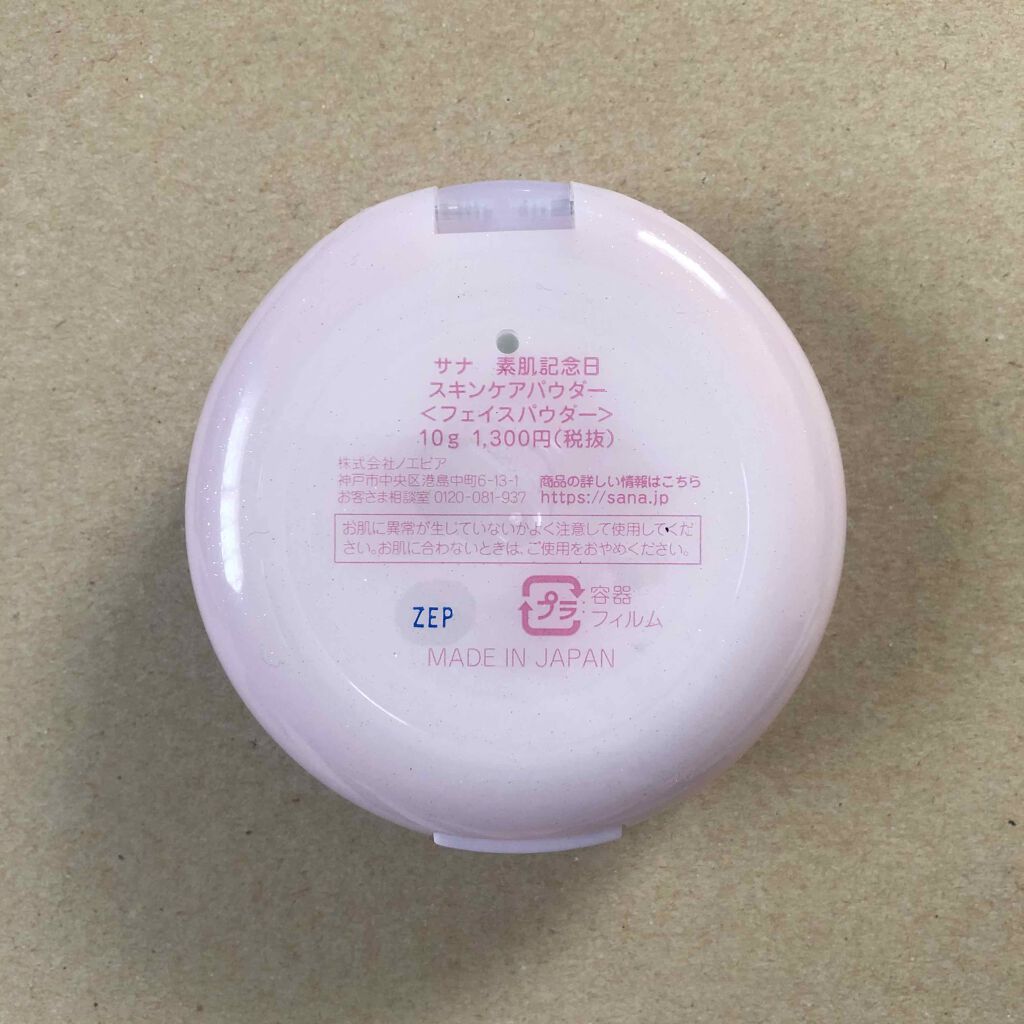 サナ 素肌記念日
スキンケアパウダー
<フェイスパウダー>
10g 1,300円(税抜)
株式会社ノエビア
神戸市中央区港島中町6-13-1
お客さま相談室 0120-081-937
商品の詳しい情報はこちら
https://sana.jp
お肌に異常が生じていないかよく注意して使用してくだ
さい。お肌に合わないときは、ご使用をおやめください。
プラ
容器
フィルム
ZEP
MADE IN JAPAN